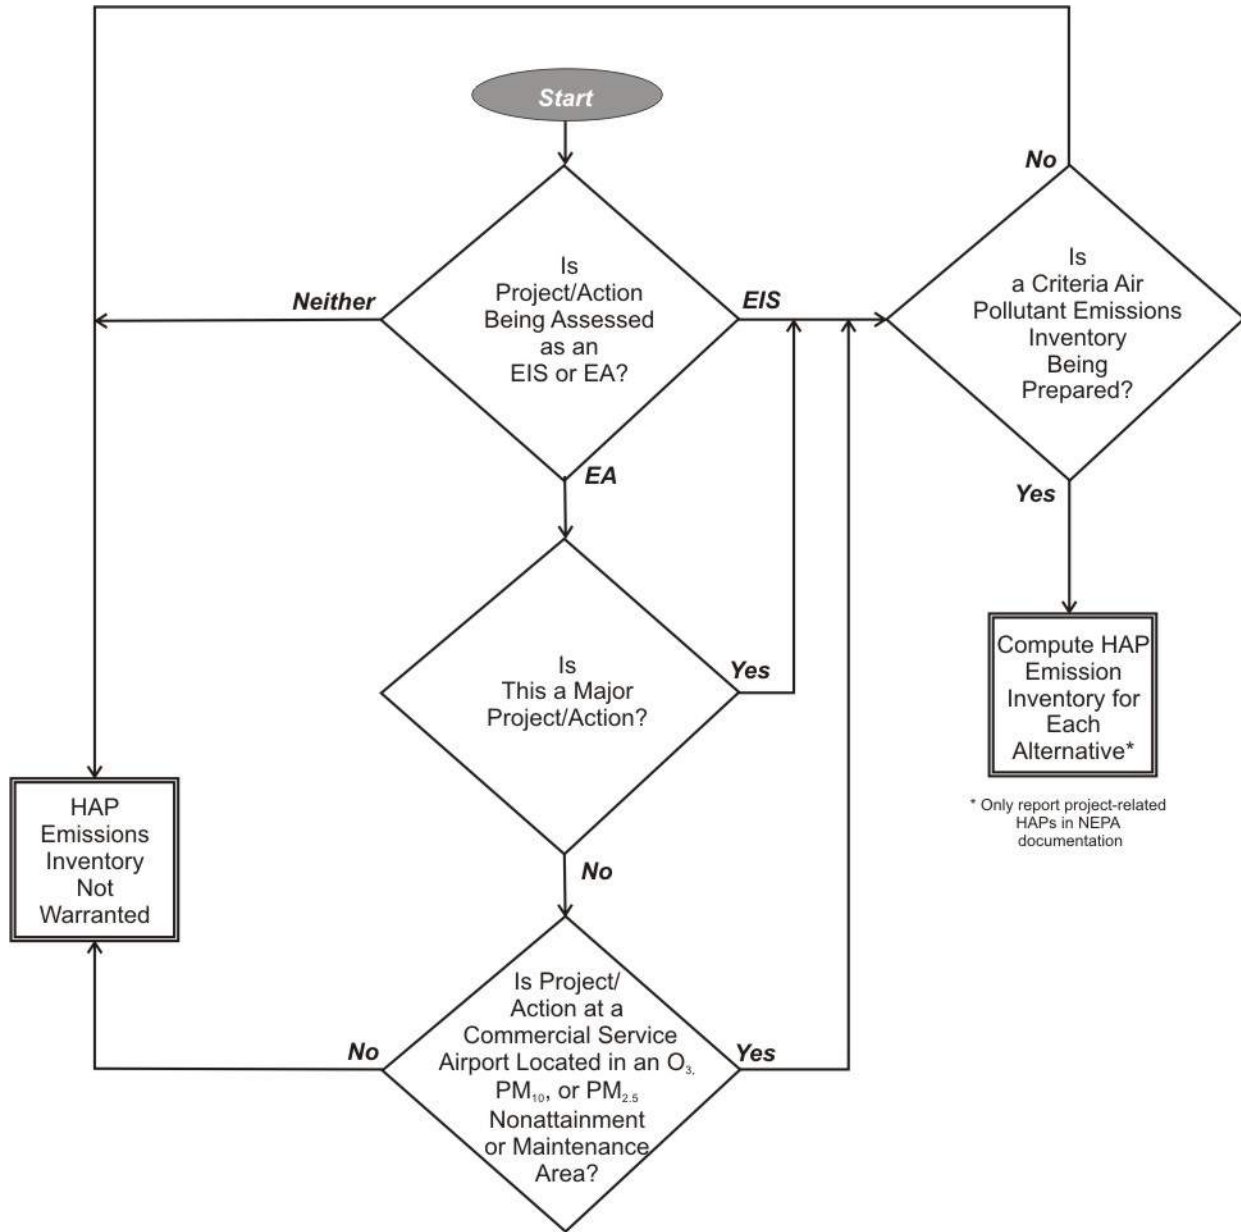 Start
No
Is
Project/Action
Being Assessed
as an
EIS or EA?
Neither
EIS
Is
a Criteria Air
Pollutant Emissions
Inventory
Being
Prepared?
EA
Yes
Is
This a Major
Project/Action?
Yes
Compute HAP
Emission
Inventory for
Each
Alternative*
* Only report project-related
HAPs in NEPA
documentation
HAP
Emissions
Inventory
Not
Warranted
No
Is Project/
Action at a
Commercial Service
Airport Located in an O₃,
PM₁₀, or PM₂.₅
Nonattainment
or Maintenance
Area?
No
Yes